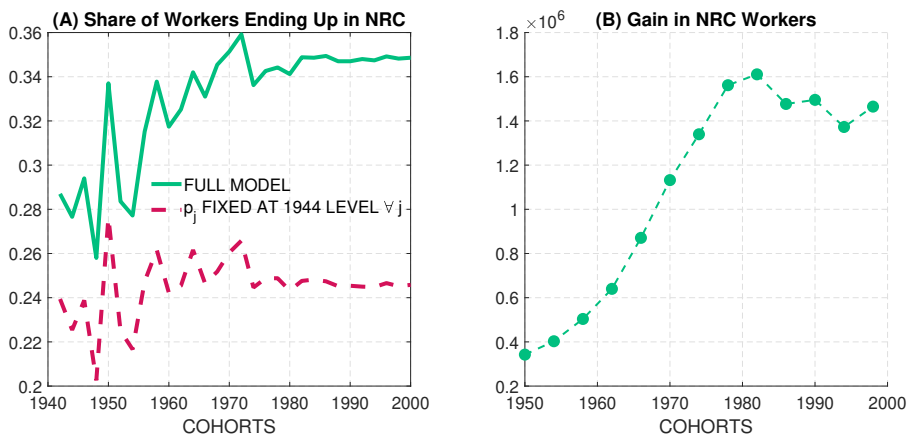 (A) Share of Workers Ending Up in NRC
0.36
0.34
0.32
0.3
0.28
0.26
0.24
0.22
0.2
FULL MODEL
p_j FIXED AT 1944 LEVEL ∀ j
1940 1950 1960 1970 1980 1990 2000
COHORTS
(B) Gain in NRC Workers
×10^6
1.8
1.6
1.4
1.2
1
0.8
0.6
0.4
0.2
1950 1960 1970 1980 1990 2000
COHORTS